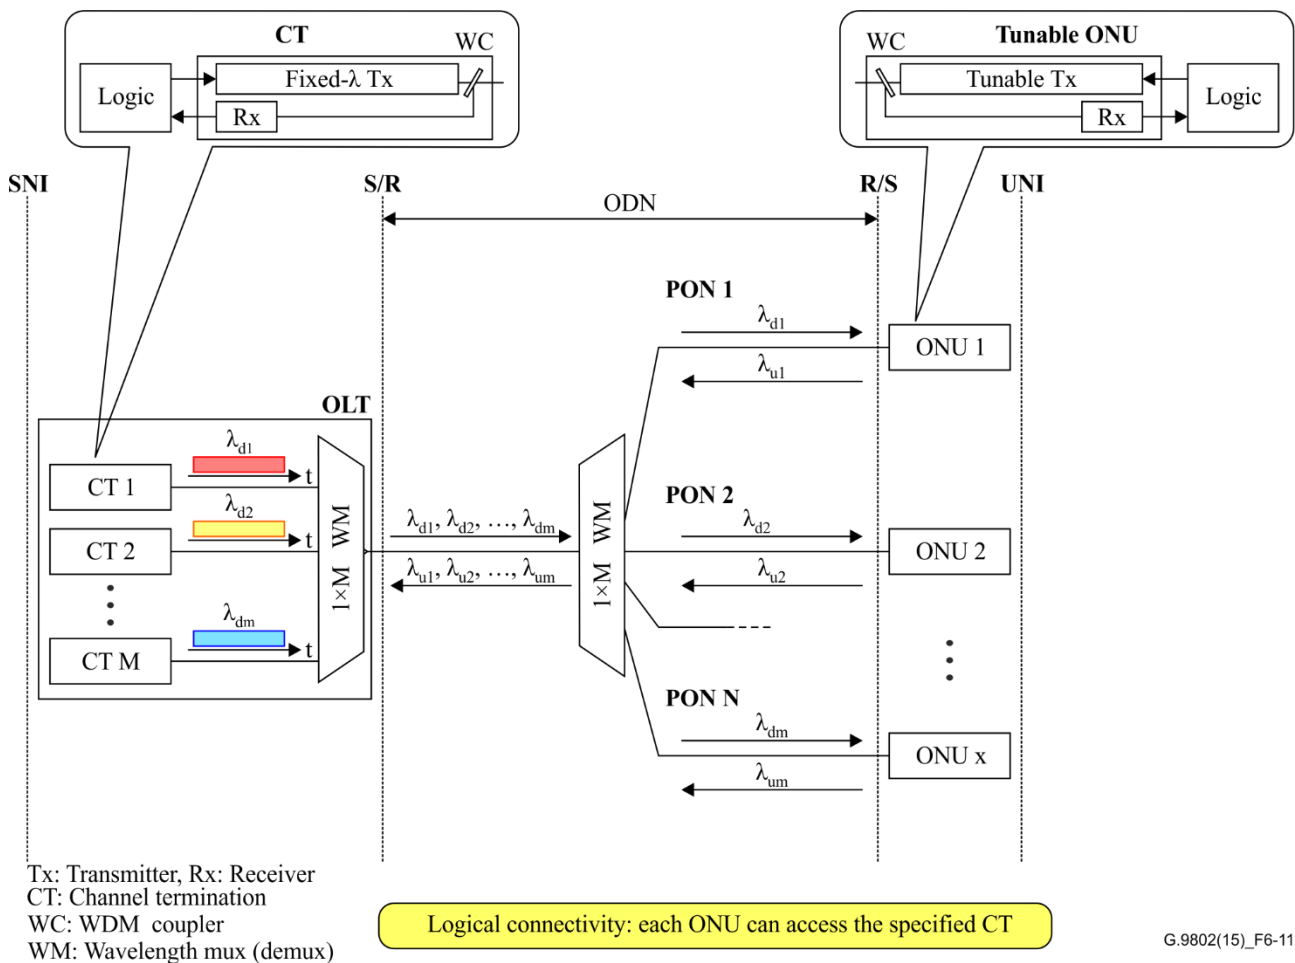 CT
WC
Logic
Fixed-λ Tx
Rx
WC
Tunable ONU
Tunable Tx
Rx
Logic
SNI
S/R
R/S
UNI
ODN
PON 1
λd1
ONU 1
λu1
OLT
λd1
t
CT 1
λd2
t
CT 2
λdm
t
CT M
1×M WM
λd1, λd2, …, λdm
λu1, λu2, …, λum
1×M WM
PON 2
λd2
ONU 2
λu2
PON N
λdm
ONU x
λum
Tx: Transmitter, Rx: Receiver
CT: Channel termination
WC: WDM coupler
WM: Wavelength mux (demux)
Logical connectivity: each ONU can access the specified CT
G.9802(15)_F6-11